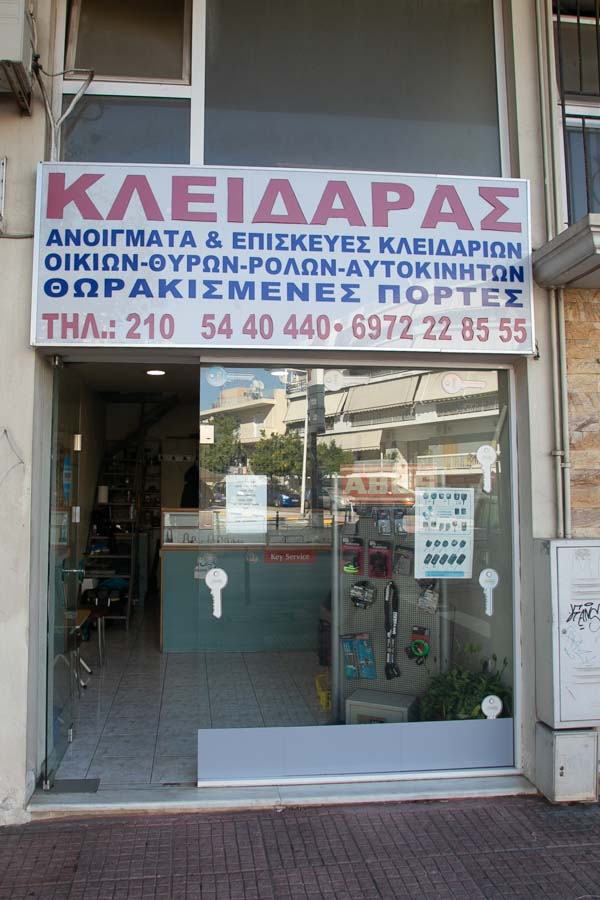 ΚΛΕΙΔΑΡΑΣ
ΑΝΟΙΓΜΑΤΑ & ΕΠΙΣΚΕΥΕΣ ΚΛΕΙΔΑΡΙΩΝ
ΟΙΚΙΩΝ-ΘΥΡΩΝ-ΡΟΛΩΝ-ΑΥΤΟΚΙΝΗΤΩΝ
ΘΩΡΑΚΙΣΜΕΝΕΣ ΠΟΡΤΕΣ
ΤΗΛ.: 210 54 40 440• 6972 22 85 55
ABUS
Key Service